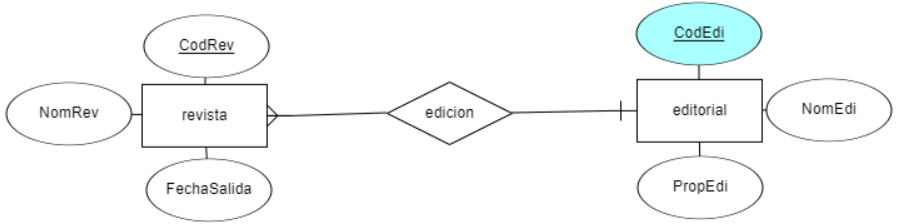 CodRev
NomRev
revista
FechaSalida
edicion
CodEdi
editorial
NomEdi
PropEdi